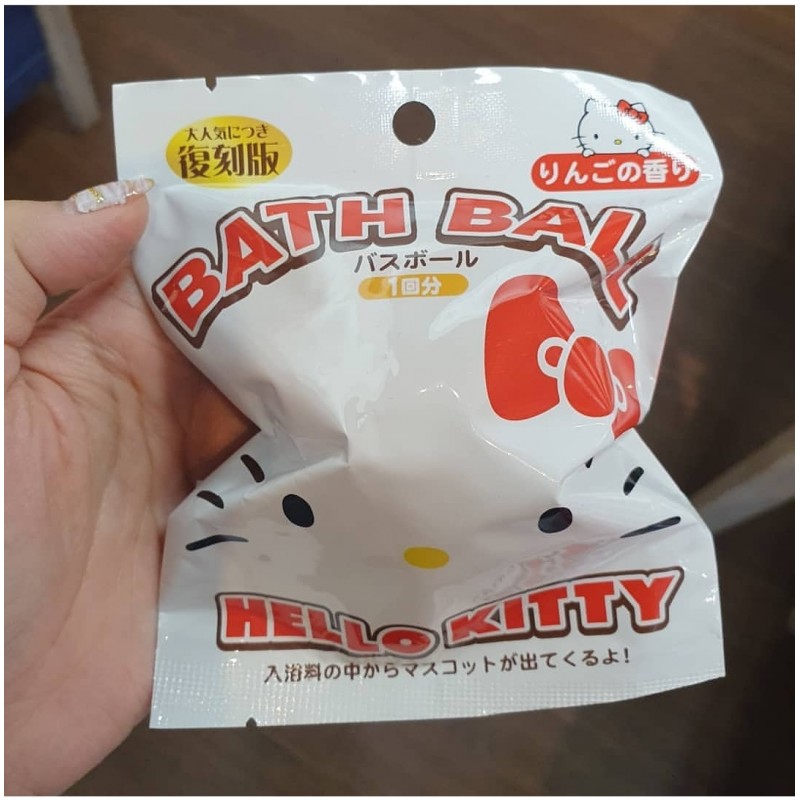 大人気につき
復刻版
りんごの香り
BATH BALL
バスボール
1回分
HELLO KITTY
入浴料の中からマスコットが出てくるよ!